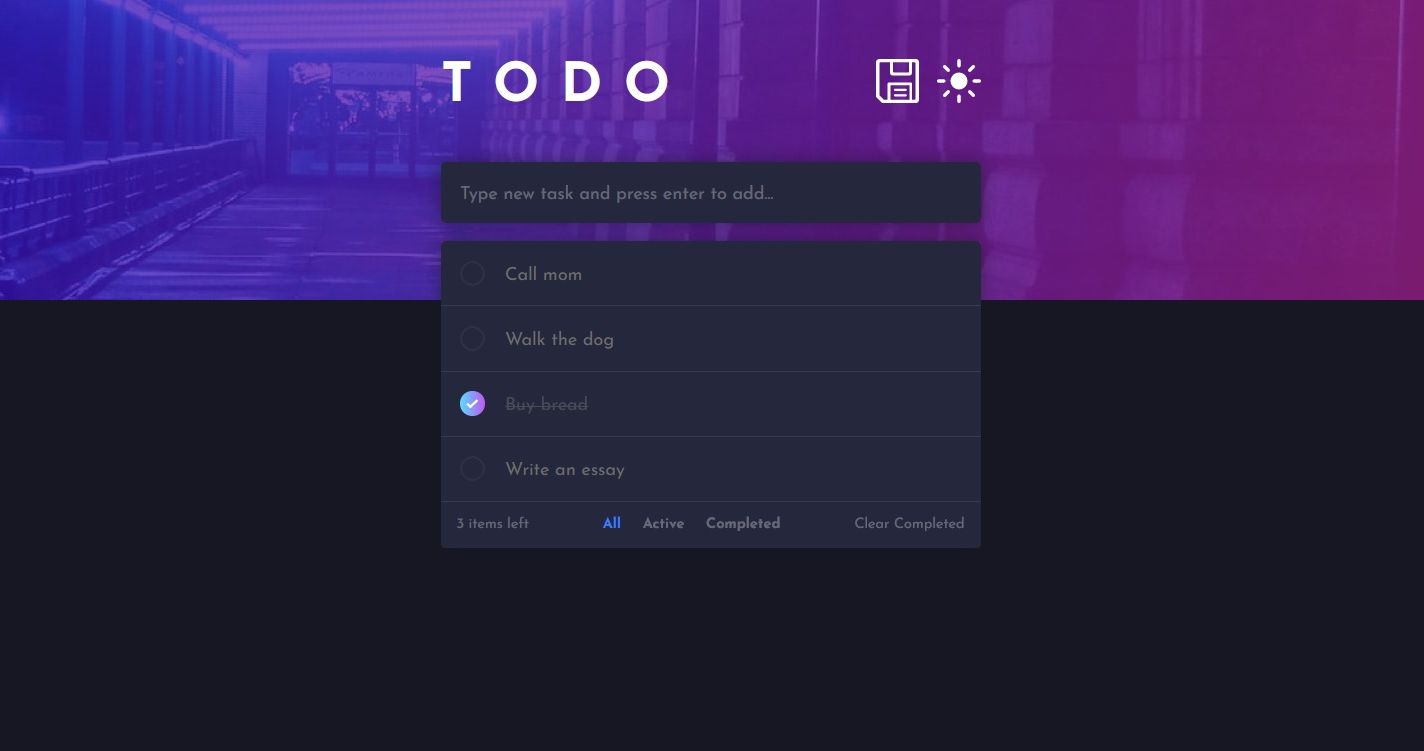 TODO
Type new task and press enter to add...
Call mom
Walk the dog
Buy bread
Write an essay
3 items left All Active Completed Clear Completed